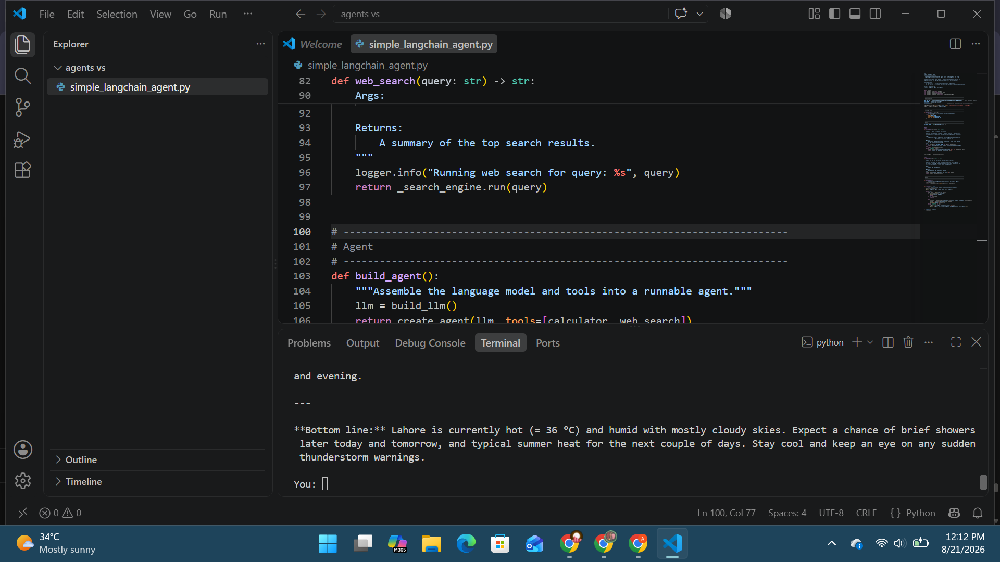 File Edit Selection View Go Run ···
agents vs
Explorer
agents vs
simple_langchain_agent.py
Outline
Timeline
Welcome
simple_langchain_agent.py
simple_langchain_agent.py
82 def web_search(query: str) -> str:
90 Args:
92
93 Returns:
94 A summary of the top search results.
95 """
96 logger.info("Running web search for query: %s", query)
97 return _search_engine.run(query)
98
99
100 # --------------------------------------------------------------------------
101 # Agent
102 # --------------------------------------------------------------------------
103 def build_agent():
104 """Assemble the language model and tools into a runnable agent."""
105 llm = build_llm()
106 return create_agent(llm, tools=[calculator, web_search])
Problems Output Debug Console Terminal Ports
python
and evening.
---
**Bottom line:** Lahore is currently hot (≈ 36 °C) and humid with mostly cloudy skies. Expect a chance of brief showers
later today and tomorrow, and typical summer heat for the next couple of days. Stay cool and keep an eye on any sudden
thunderstorm warnings.
You:
0 0
Ln 100, Col 77 Spaces: 4 UTF-8 CRLF { } Python
34°C
Mostly sunny
M365
A
12:12 PM
8/21/2026